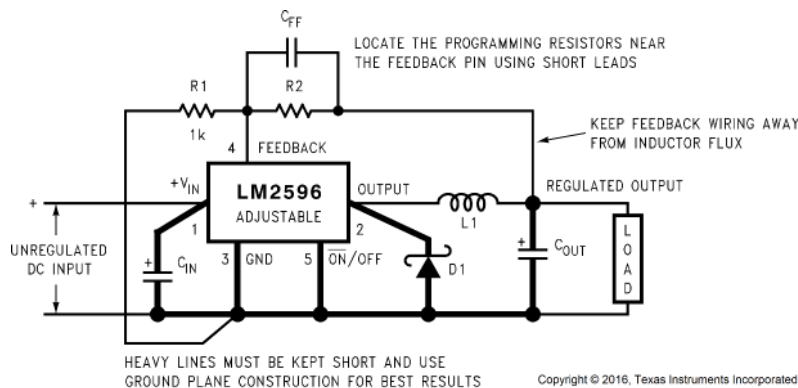 CFF
LOCATE THE PROGRAMMING RESISTORS NEAR
THE FEEDBACK PIN USING SHORT LEADS
R1
R2
1k
4
FEEDBACK
KEEP FEEDBACK WIRING AWAY
FROM INDUCTOR FLUX
+VIN
LM2596
ADJUSTABLE
OUTPUT
REGULATED OUTPUT
+
1
2
L1
UNREGULATED
DC INPUT
+
CIN
3
GND
5
ON/OFF
D1
+
COUT
LOAD
HEAVY LINES MUST BE KEPT SHORT AND USE
GROUND PLANE CONSTRUCTION FOR BEST RESULTS
Copyright © 2016, Texas Instruments Incorporated